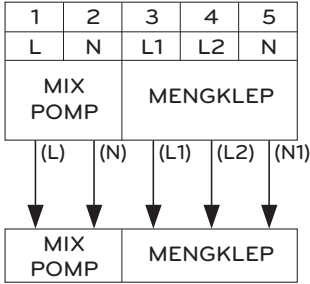 1 2 3 4 5
L N L1 L2 N
MIX POMP MENGKLEP
(L) (N) (L1) (L2) (N1)
MIX POMP MENGKLEP